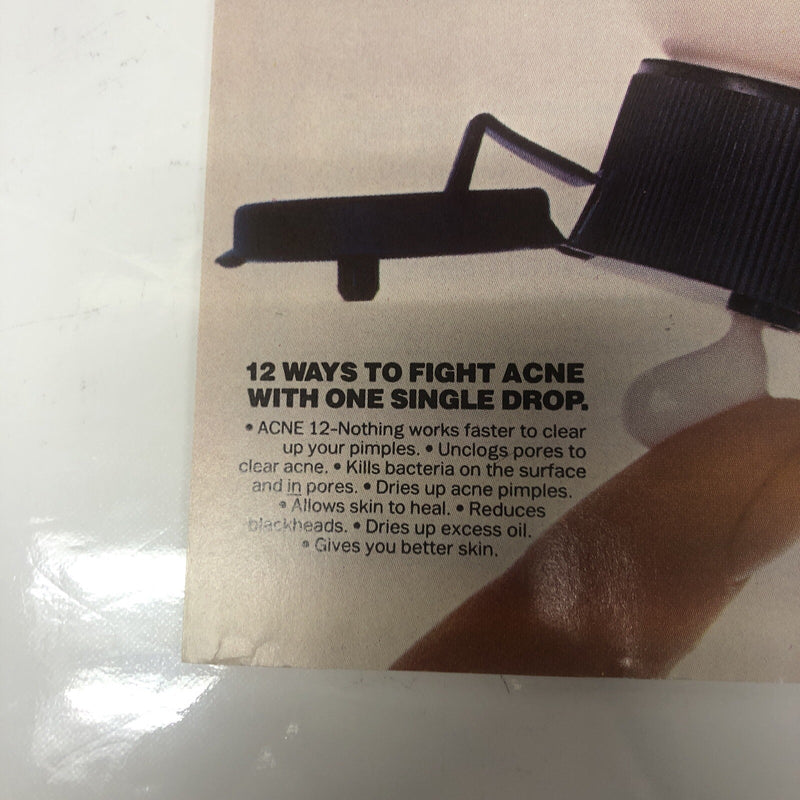 12 WAYS TO FIGHT ACNE
WITH ONE SINGLE DROP.
• ACNE 12-Nothing works faster to clear
up your pimples. • Unclogs pores to
clear acne. • Kills bacteria on the surface
and in pores. • Dries up acne pimples.
• Allows skin to heal. • Reduces
blackheads. • Dries up excess oil.
• Gives you better skin.